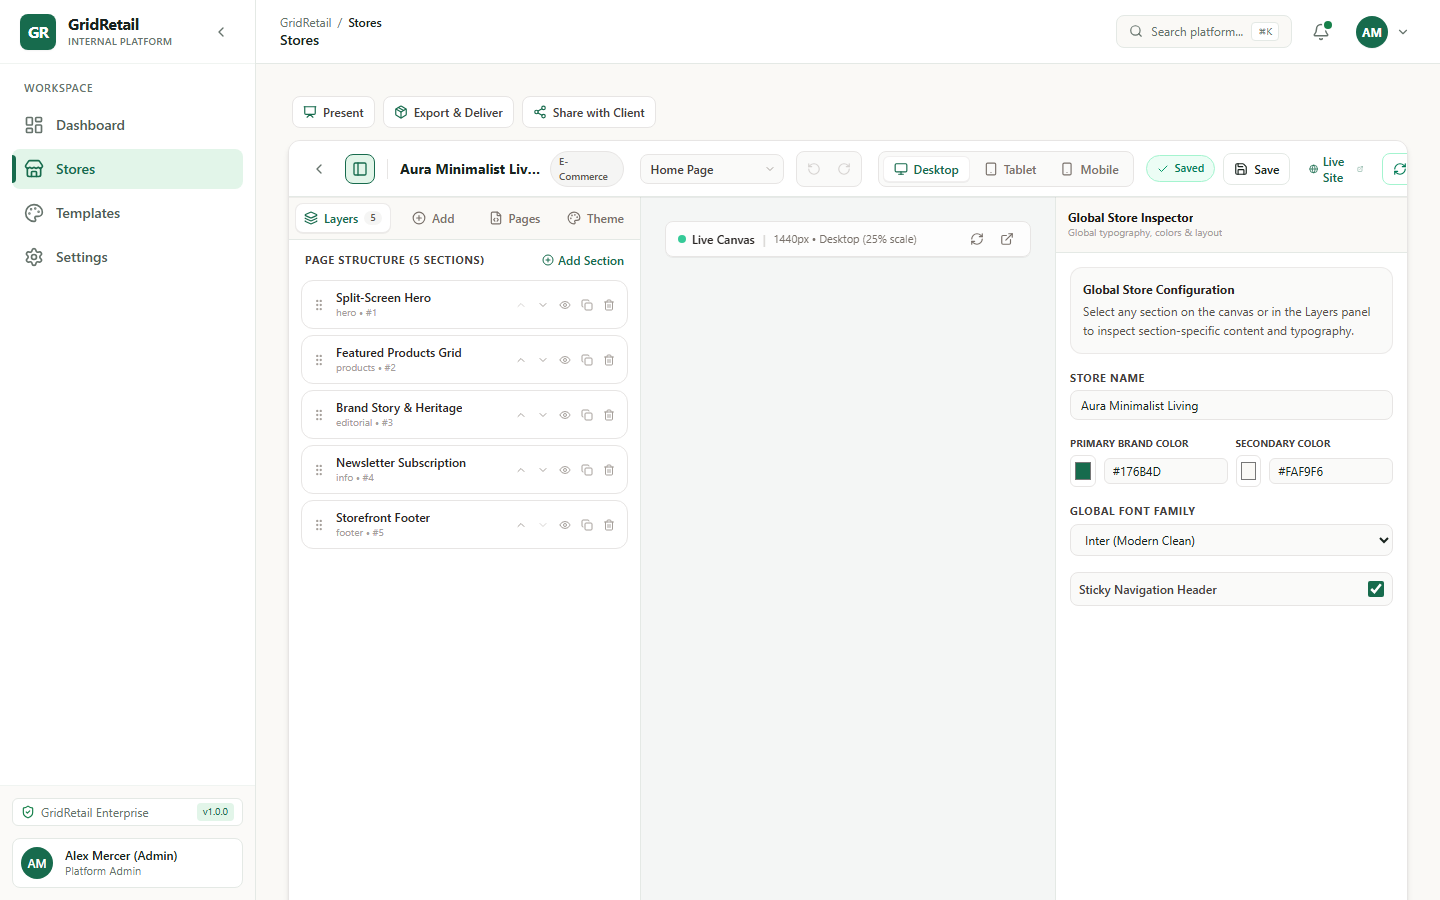 GR
GridRetail
INTERNAL PLATFORM
WORKSPACE
Dashboard
Stores
Templates
Settings
GridRetail Enterprise
v1.0.0
AM
Alex Mercer (Admin)
Platform Admin
GridRetail / Stores
Stores
Search platform...
⌘K
AM
Present
Export & Deliver
Share with Client
Aura Minimalist Liv...
E-
Commerce
Home Page
Desktop
Tablet
Mobile
Saved
Save
Live
Site
Layers
5
Add
Pages
Theme
PAGE STRUCTURE (5 SECTIONS)
Add Section
Split-Screen Hero
hero • #1
Featured Products Grid
products • #2
Brand Story & Heritage
editorial • #3
Newsletter Subscription
info • #4
Storefront Footer
footer • #5
Live Canvas | 1440px • Desktop (25% scale)
Global Store Inspector
Global typography, colors & layout
Global Store Configuration
Select any section on the canvas or in the Layers panel
to inspect section-specific content and typography.
STORE NAME
Aura Minimalist Living
PRIMARY BRAND COLOR
#176B4D
SECONDARY COLOR
#FAF9F6
GLOBAL FONT FAMILY
Inter (Modern Clean)
Sticky Navigation Header